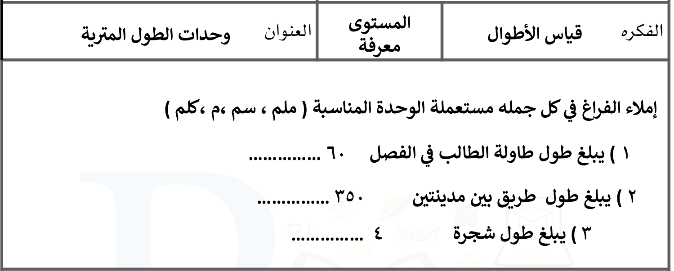 الفكره قياس الأطوال المستوى معرفة العنوان وحدات الطول المترية
إملاء الفراغ في كل جمله مستعملة الوحدة المناسبة ( ملم ، سم ،م ،كلم )
١ ) يبلغ طول طاولة الطالب في الفصل ٦٠ ...............
٢ ) يبلغ طول طريق بين مدينتين ٣٥٠ ...............
٣ ) يبلغ طول شجرة ٤ ...............